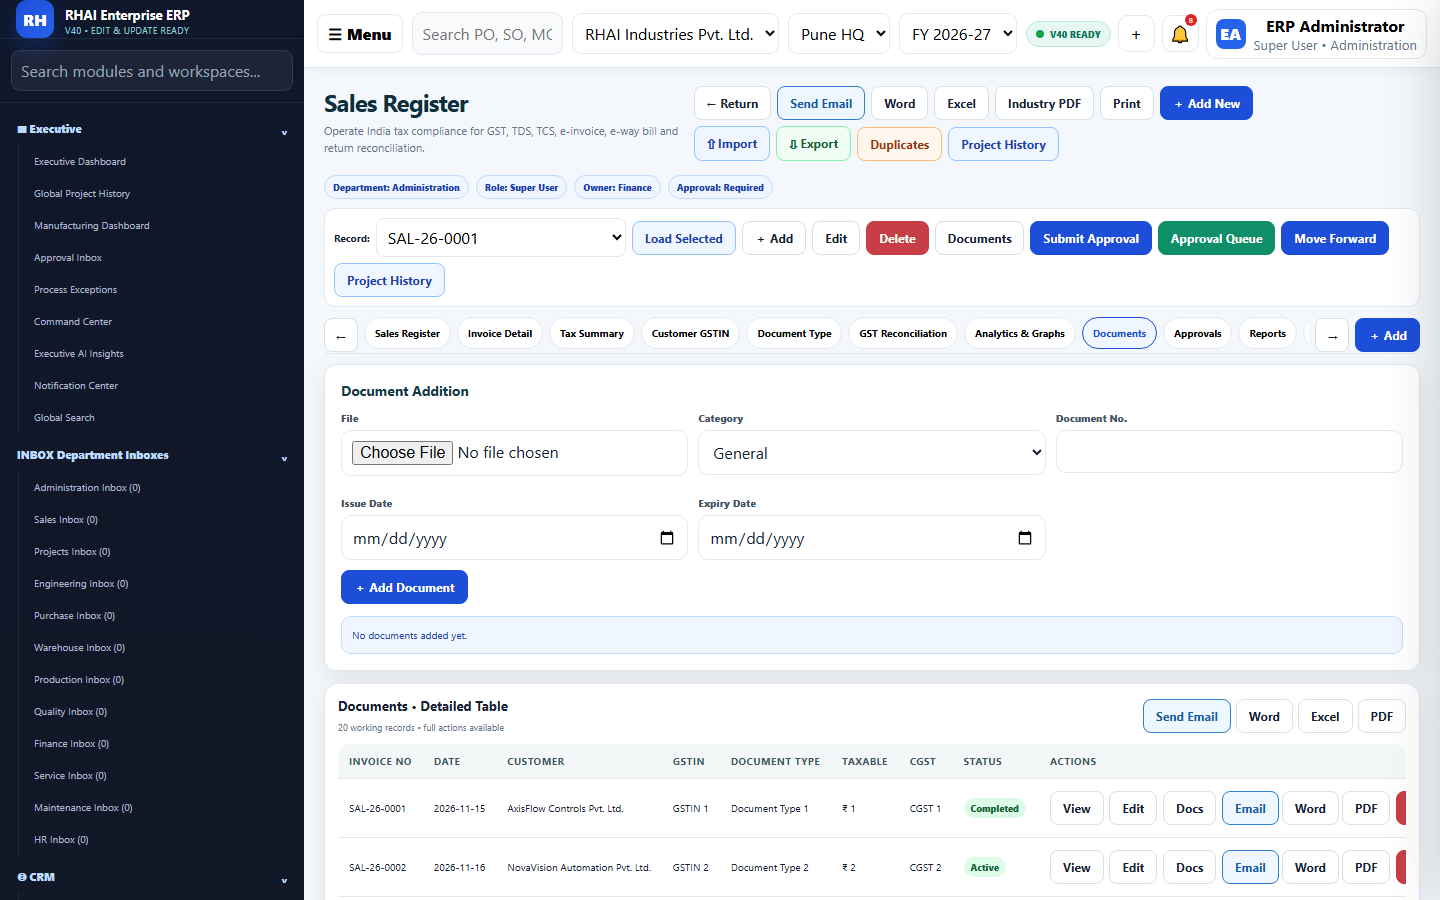 RH
RHAI Enterprise ERP
V40 • EDIT & UPDATE READY
Search modules and workspaces...
Executive
Executive Dashboard
Global Project History
Manufacturing Dashboard
Approval Inbox
Process Exceptions
Command Center
Executive AI Insights
Notification Center
Global Search
INBOX Department Inboxes
Administration Inbox (0)
Sales Inbox (0)
Projects Inbox (0)
Engineering Inbox (0)
Purchase Inbox (0)
Warehouse Inbox (0)
Production Inbox (0)
Quality Inbox (0)
Finance Inbox (0)
Service Inbox (0)
Maintenance Inbox (0)
HR Inbox (0)
CRM
☰ Menu
Search PO, SO, MO
RHAI Industries Pvt. Ltd.
Pune HQ
FY 2026-27
V40 READY
+
8
EA
ERP Administrator
Super User • Administration
Sales Register
Operate India tax compliance for GST, TDS, TCS, e-invoice, e-way bill and
return reconciliation.
← Return
Send Email
Word
Excel
Industry PDF
Print
+ Add New
⇧ Import
⇩ Export
Duplicates
Project History
Department: Administration
Role: Super User
Owner: Finance
Approval: Required
Record:
SAL-26-0001
Load Selected
+ Add
Edit
Delete
Documents
Submit Approval
Approval Queue
Move Forward
Project History
←
Sales Register
Invoice Detail
Tax Summary
Customer GSTIN
Document Type
GST Reconciliation
Analytics & Graphs
Documents
Approvals
Reports
→
+ Add
Document Addition
File
Category
Document No.
Choose File No file chosen
General
Issue Date
Expiry Date
mm/dd/yyyy
mm/dd/yyyy
+ Add Document
No documents added yet.
Documents • Detailed Table
20 working records • full actions available
Send Email
Word
Excel
PDF
INVOICE NO DATE CUSTOMER GSTIN DOCUMENT TYPE TAXABLE CGST STATUS ACTIONS
SAL-26-0001 2026-11-15 AxisFlow Controls Pvt. Ltd. GSTIN 1 Document Type 1 ₹ 1 CGST 1 Completed View Edit Docs Email Word PDF
SAL-26-0002 2026-11-16 NovaVision Automation Pvt. Ltd. GSTIN 2 Document Type 2 ₹ 2 CGST 2 Active View Edit Docs Email Word PDF